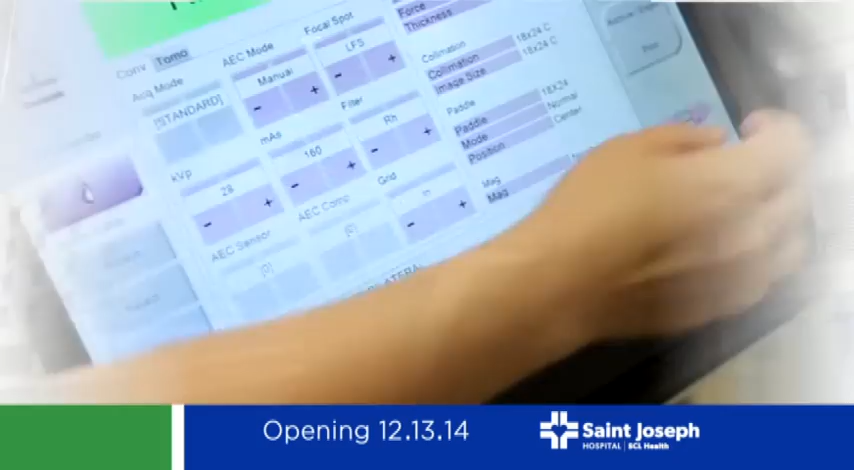 Focal Spot
Force
Thickness
Conv Tomo
AEC Mode
LFS
Acq Mode
Manual
- +
Collimation
Collimation 18x24 C
Image Size 18x24 C
[STANDARD]
- +
Filter
Paddle
mAs
Rh
Paddle 18X24
Mode Normal
Position Center
kVp
160
- +
28
- +
Grid
Mag
Mag
- +
AEC Comp
In
- +
AEC Sensor
[0]
[0]
Opening 12.13.14
Saint Joseph
HOSPITAL | SCL Health